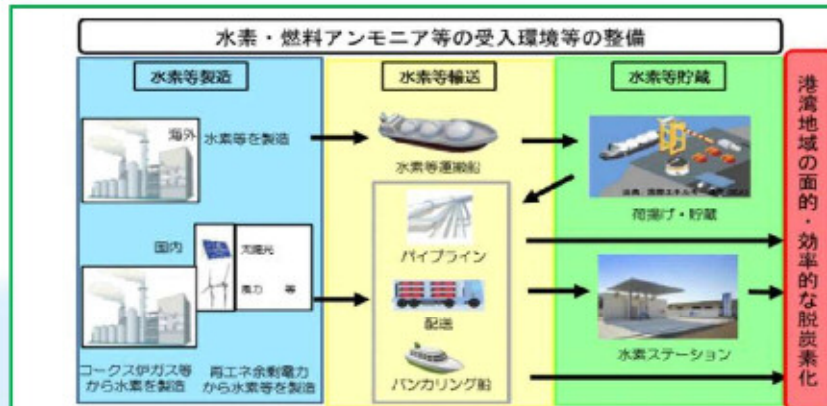 水素・燃料アンモニア等の受入環境等の整備
水素等製造
水素等輸送
水素等貯蔵
海外
水素等を製造
水素等運搬船
荷揚げ・貯蔵
国内
太陽光
風力 等
パイプライン
配送
水素ステーション
コークス炉ガス等
から水素を製造
再エネ余剰電力
から水素等を製造
バンカリング船
港湾地域の面的・効率的な脱炭素化